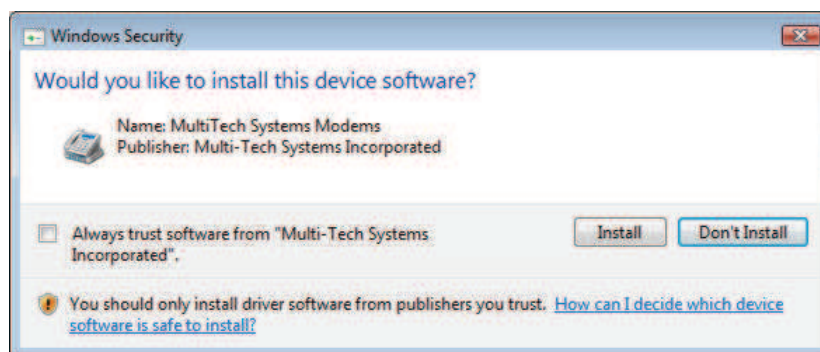 Windows Security
Would you like to install this device software?
Name: MultiTech Systems Modems
Publisher: Multi-Tech Systems Incorporated
Always trust software from "Multi-Tech Systems
Incorporated".
Install
Don't Install
You should only install driver software from publishers you trust. How can I decide which device
software is safe to install?